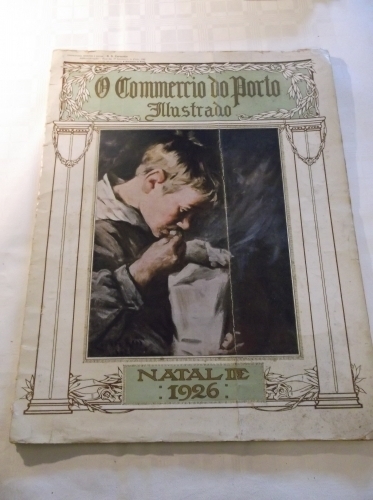 O Commercio do Porto
Illustrado
NATAL DE
1926